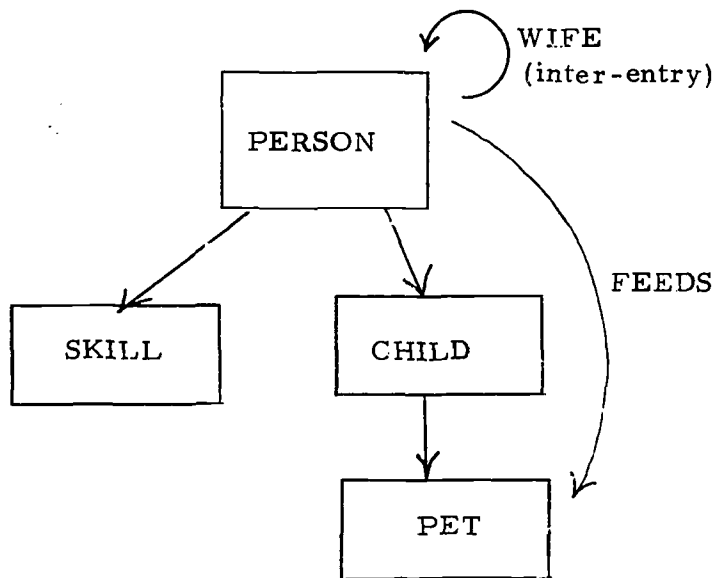 WIFE
(inter-entry)
PERSON
FEEDS
SKILL
CHILD
PET